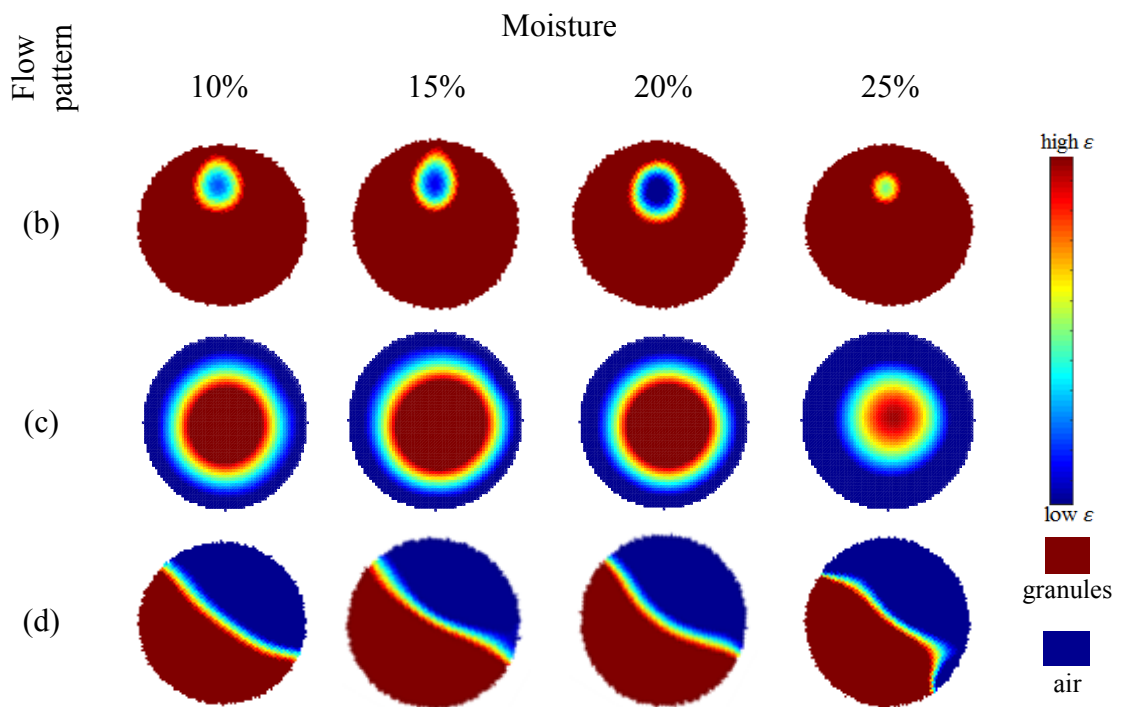 Moisture
Flow pattern
10% 15% 20% 25%
high ε
(b)
(c)
low ε
granules
(d)
air